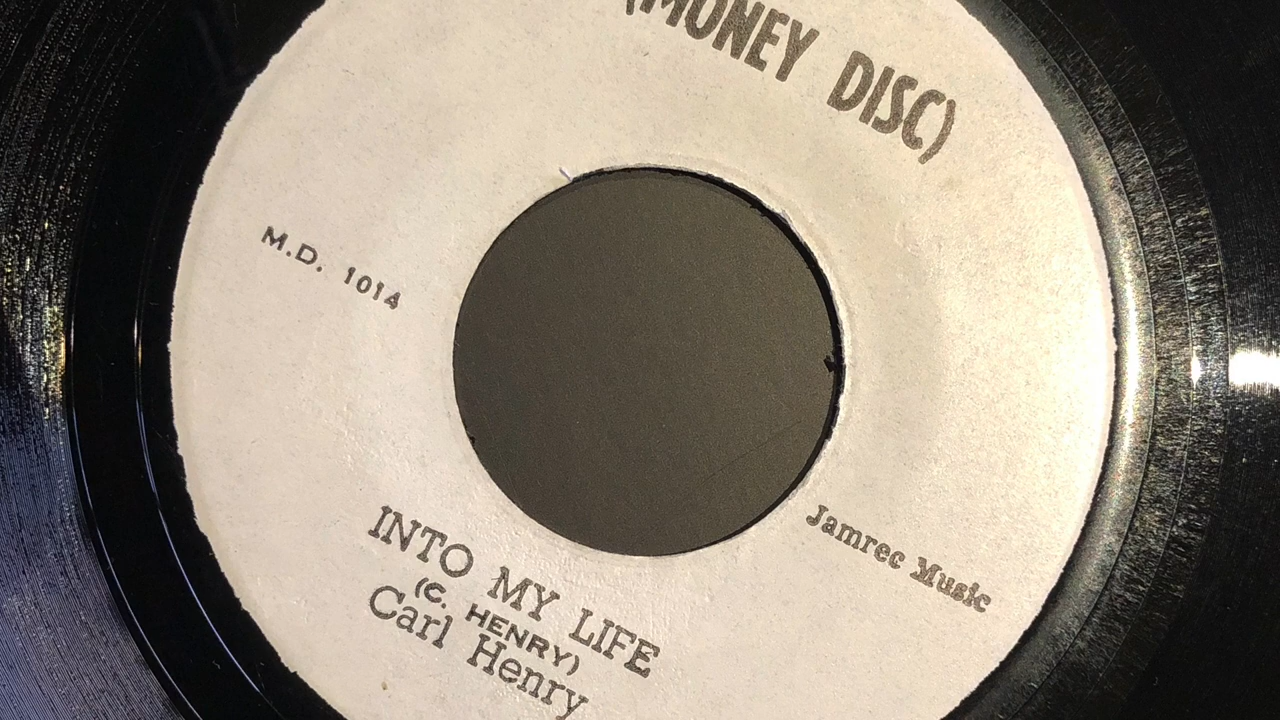 (MONEY DISC)
M.D. 1014
Jamrec Music
INTO MY LIFE
(C. HENRY)
Carl Henry